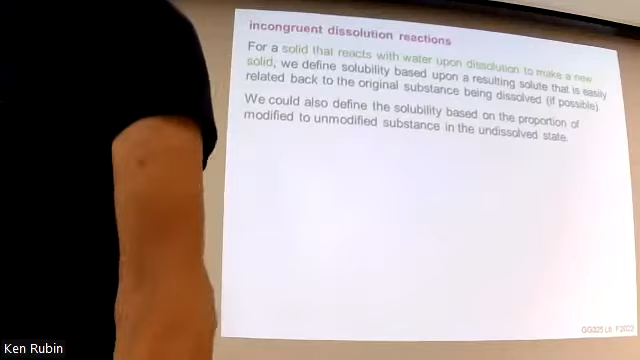 incongruent dissolution reactions
For a solid that reacts with water upon dissolution to make a new
solid, we define solubility based upon a resulting solute that is easily
related back to the original substance being dissolved (if possible)
We could also define the solubility based on the proportion of
modified to unmodified substance in the undissolved state.
GG325 L6, F2022
Ken Rubin